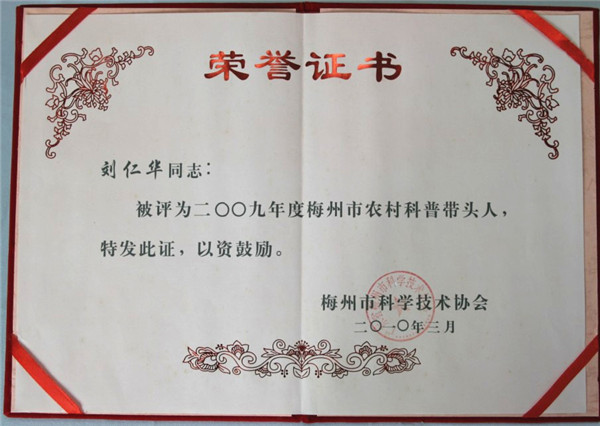 荣誉证书
刘仁华同志：
被评为二〇〇九年度梅州市农村科普带头人，
特发此证，以资鼓励。
梅州市科学技术协会
二〇一〇年三月